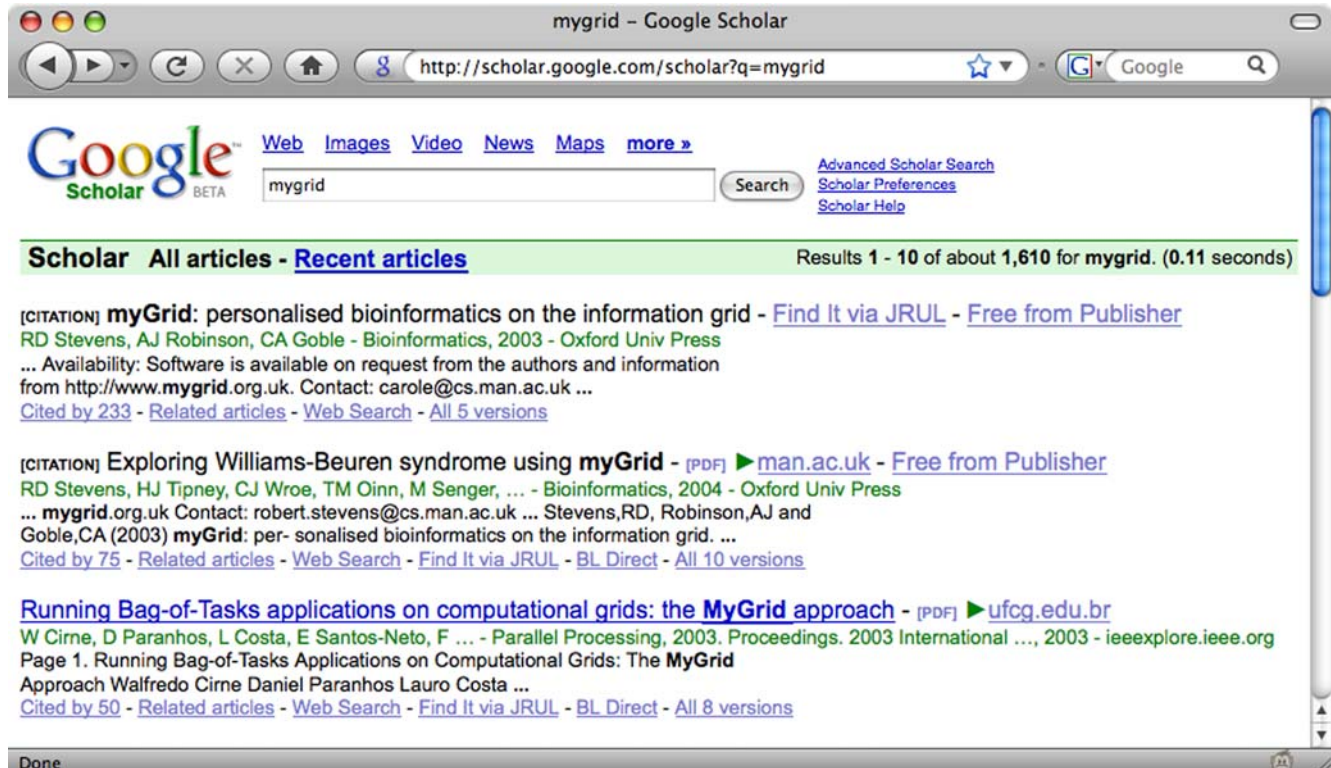 mygrid – Google Scholar
http://scholar.google.com/scholar?q=mygrid
G Google
Google™
Scholar BETA
Web Images Video News Maps more »
mygrid
Search
Advanced Scholar Search
Scholar Preferences
Scholar Help
Scholar All articles - Recent articles Results 1 - 10 of about 1,610 for mygrid. (0.11 seconds)
[CITATION] myGrid: personalised bioinformatics on the information grid - Find It via JRUL - Free from Publisher
RD Stevens, AJ Robinson, CA Goble - Bioinformatics, 2003 - Oxford Univ Press
... Availability: Software is available on request from the authors and information
from http://www.mygrid.org.uk. Contact: carole@cs.man.ac.uk ...
Cited by 233 - Related articles - Web Search - All 5 versions
[CITATION] Exploring Williams-Beuren syndrome using myGrid - [PDF] ►man.ac.uk - Free from Publisher
RD Stevens, HJ Tipney, CJ Wroe, TM Oinn, M Senger, ... - Bioinformatics, 2004 - Oxford Univ Press
... mygrid.org.uk Contact: robert.stevens@cs.man.ac.uk ... Stevens,RD, Robinson,AJ and
Goble,CA (2003) myGrid: per- sonalised bioinformatics on the information grid. ...
Cited by 75 - Related articles - Web Search - Find It via JRUL - BL Direct - All 10 versions
Running Bag-of-Tasks applications on computational grids: the MyGrid approach - [PDF] ►ufcg.edu.br
W Cirne, D Paranhos, L Costa, E Santos-Neto, F ... - Parallel Processing, 2003. Proceedings. 2003 International ..., 2003 - ieeexplore.ieee.org
Page 1. Running Bag-of-Tasks Applications on Computational Grids: The MyGrid
Approach Walfredo Cirne Daniel Paranhos Lauro Costa ...
Cited by 50 - Related articles - Web Search - Find It via JRUL - BL Direct - All 8 versions
Done